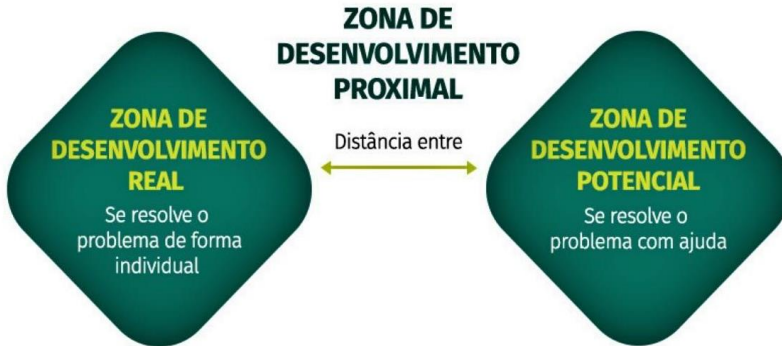 ZONA DE
DESENVOLVIMENTO
PROXIMAL
Distância entre
ZONA DE
DESENVOLVIMENTO
REAL
Se resolve o
problema de forma
individual
ZONA DE
DESENVOLVIMENTO
POTENCIAL
Se resolve o
problema com ajuda